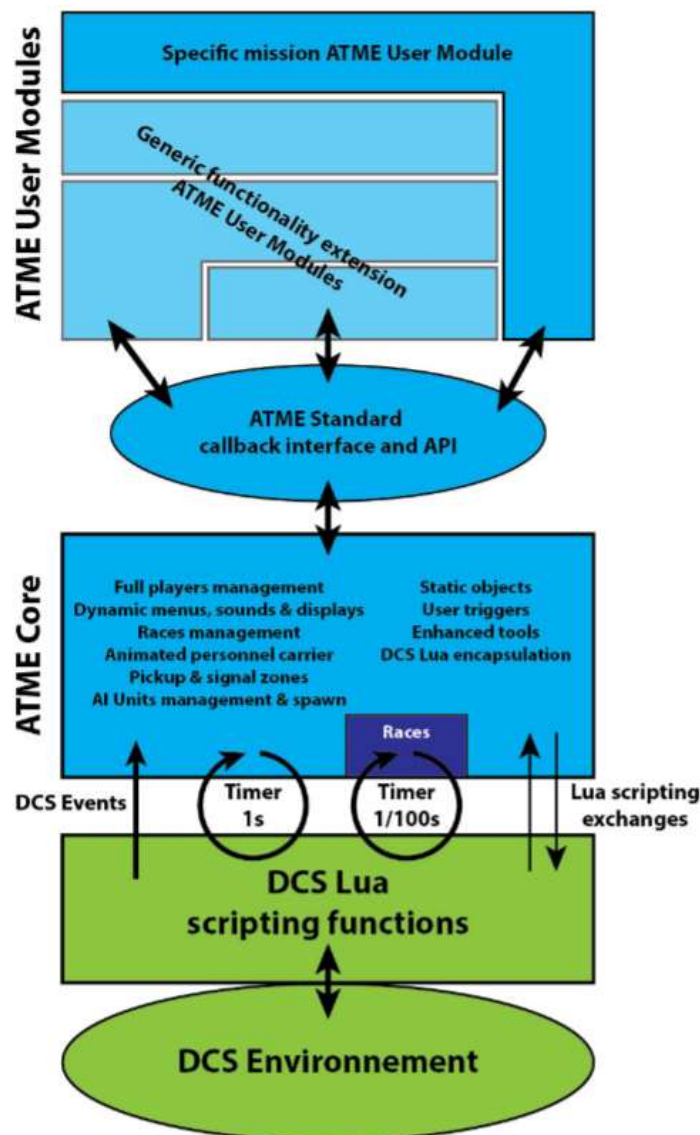 ATME User Modules
Specific mission ATME User Module
Generic functionality extension
ATME User Modules
ATME Standard
callback interface and API
ATME Core
Full players management
Dynamic menus, sounds & displays
Races management
Animated personnel carrier
Pickup & signal zones
AI Units management & spawn
Static objects
User triggers
Enhanced tools
DCS Lua encapsulation
Races
DCS Events
Timer
1s
Timer
1/100s
Lua scripting
exchanges
DCS Lua
scripting functions
DCS Environnement